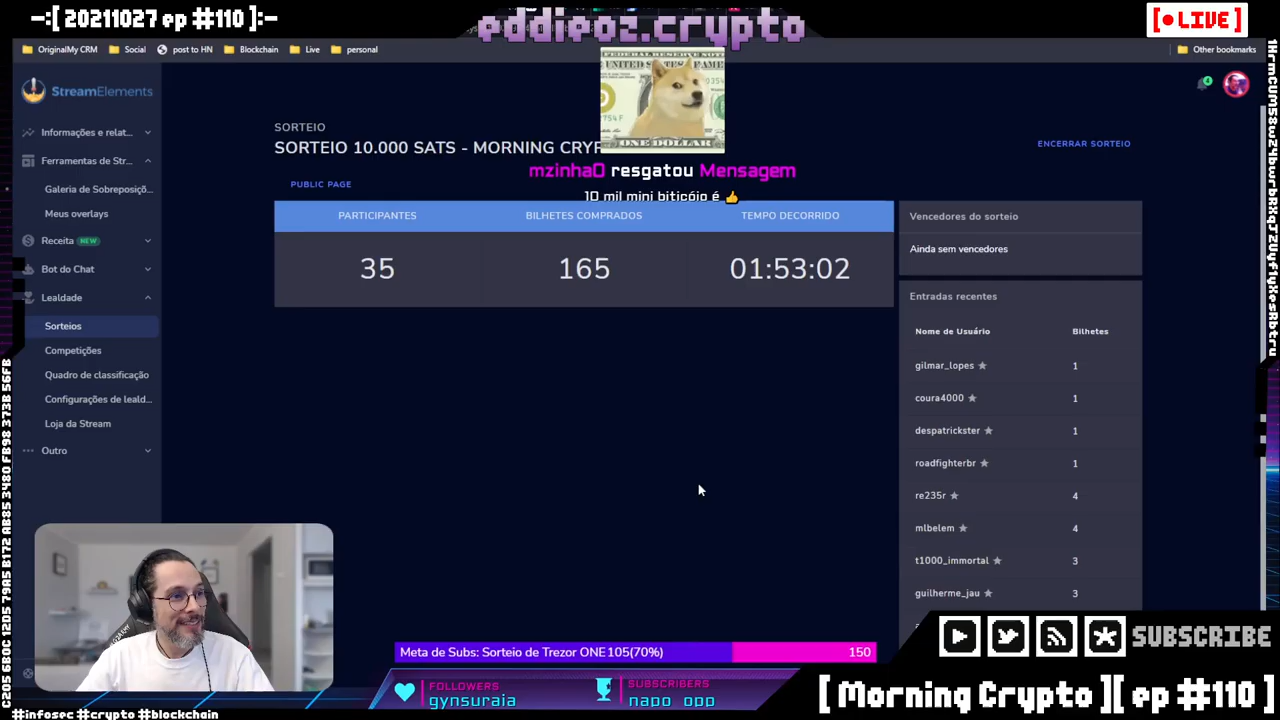 -:[ 20211027 ep #110 ]:-
eddieoz.crypto
[ LIVE ]
OriginalMy CRM
Social
post to HN
Blockchain
Live
personal
Other bookmarks
StreamElements
4
Informações e relat...
Ferramentas de Str...
Galeria de Sobreposiçõ...
Meus overlays
Receita NEW
Bot do Chat
Lealdade
Sorteios
Competições
Quadro de classificação
Configurações de leald...
Loja da Stream
Outro
SORTEIO
SORTEIO 10.000 SATS - MORNING CRYP
ENCERRAR SORTEIO
ONE DOLLAR
mzinha0 resgatou Mensagem
10 mil mini biticóio é 👍
PUBLIC PAGE
PARTICIPANTES
BILHETES COMPRADOS
TEMPO DECORRIDO
35
165
01:53:02
Vencedores do sorteio
Ainda sem vencedores
Entradas recentes
Nome de Usuário
Bilhetes
gilmar_lopes ★ 1
coura4000 ★ 1
despatrickster ★ 1
roadfighterbr ★ 1
re235r ★ 4
mlbelem ★ 4
t1000_immortal ★ 3
guilherme_jau ★ 3
Meta de Subs: Sorteio de Trezor ONE 105(70%)
150
FOLLOWERS
gynsuraia
SUBSCRIBERS
napo_opp
SUBSCRIBE
[ Morning Crypto ][ ep #110 ]
#infosec #crypto #blockchain